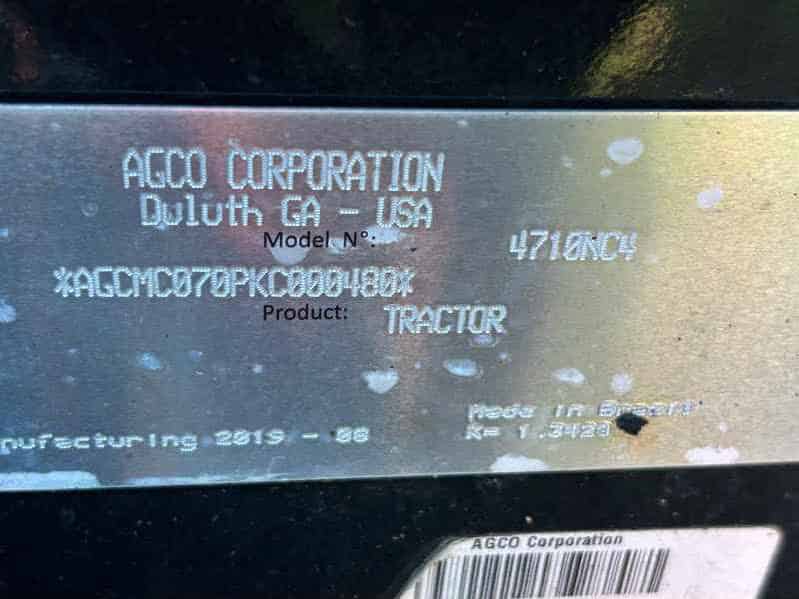 AGCO CORPORATION
Duluth GA - USA
Model N°: 4710NC4
*AGCMC070PKC000480*
Product: TRACTOR
Made in
nufacturing 2019 - 08
K= 1.3428
AGCO Corporation